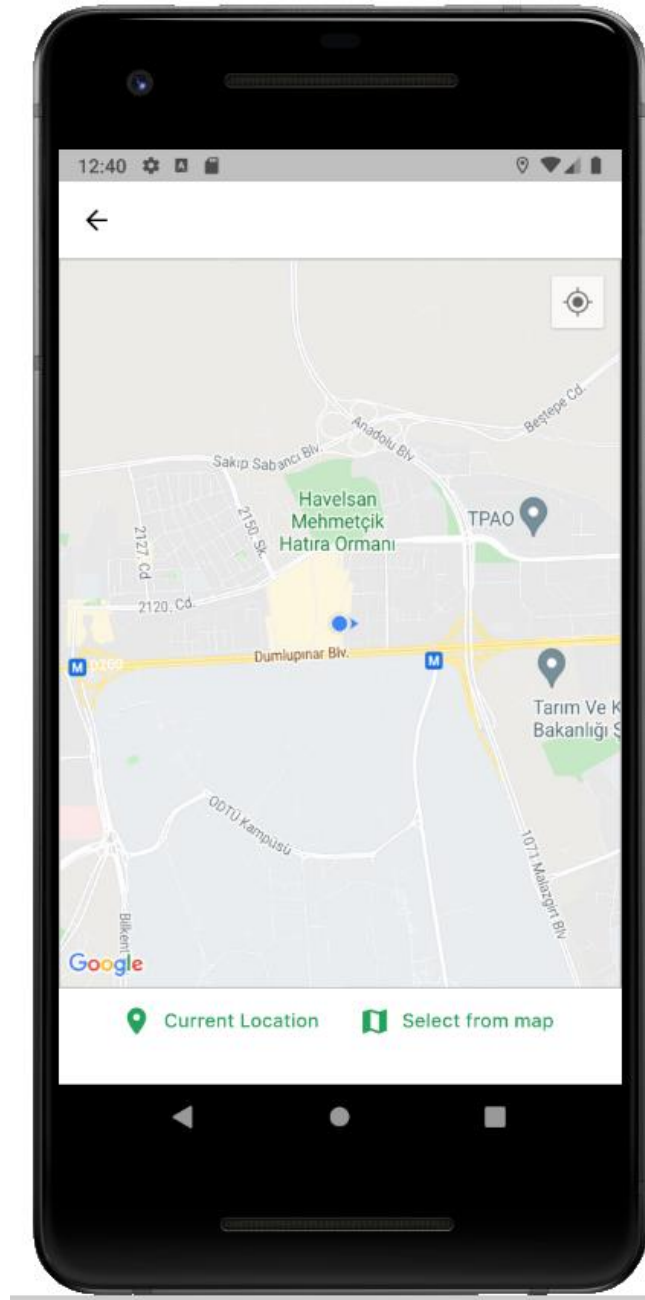 12:40
Beştepe Cd.
Anadolu Blv
Sakıp Sabancı Blv.
Havelsan
Mehmetçik
Hatıra Ormanı
TPAO
2150. Sk.
2127. Cd
2120. Cd.
Dumlupınar Blv.
M
M
Tarım Ve K
Bakanlığı Ş
ODTÜ Kampüsü
1071 Malazgirt Blv
Bilkent
Google
Current Location
Select from map